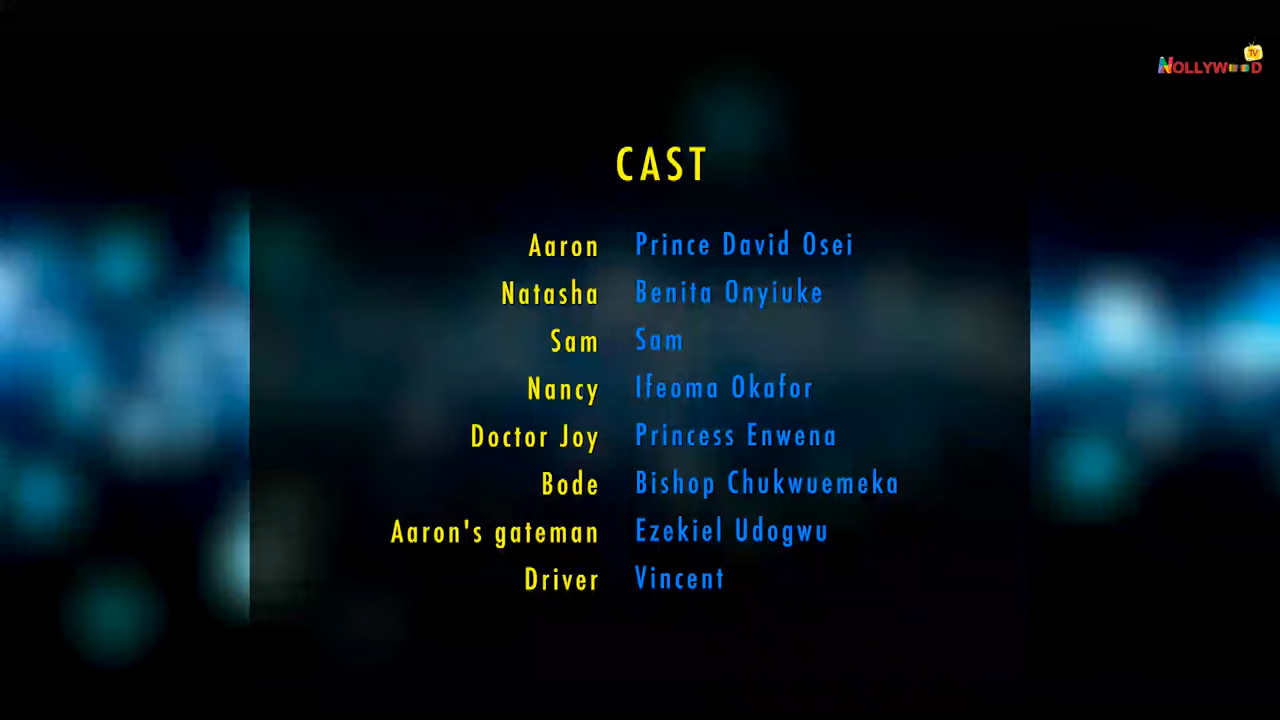 TV
NOLLYWOOD
CAST
Aaron Prince David Osei
Natasha Benita Onyiuke
Sam Sam
Nancy Ifeoma Okafor
Doctor Joy Princess Enwena
Bode Bishop Chukwuemeka
Aaron's gateman Ezekiel Udogwu
Driver Vincent